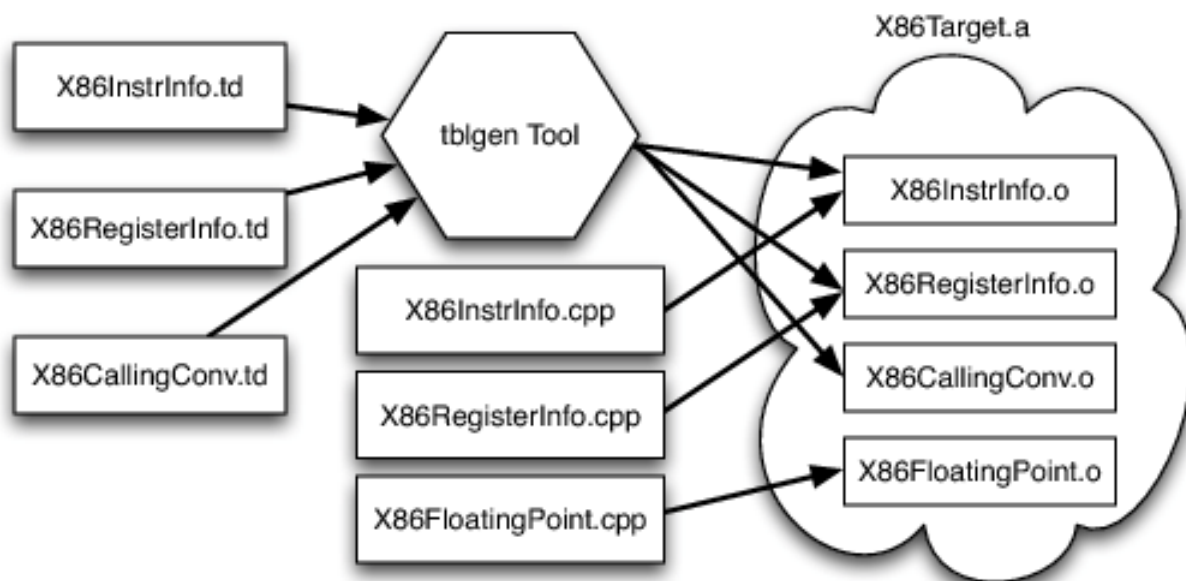 X86Target.a
X86InstrInfo.td
tblgen Tool
X86InstrInfo.o
X86RegisterInfo.td
X86RegisterInfo.o
X86InstrInfo.cpp
X86CallingConv.td
X86CallingConv.o
X86RegisterInfo.cpp
X86FloatingPoint.o
X86FloatingPoint.cpp